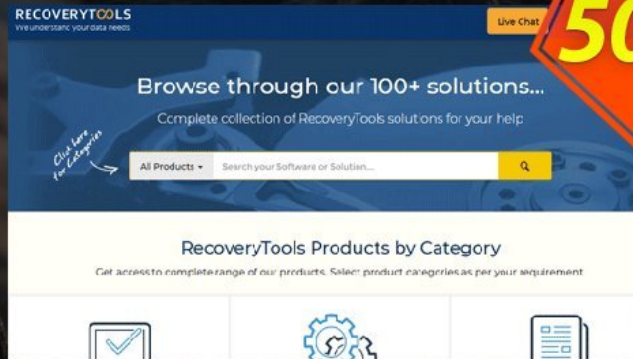 RECOVERYTOOLS
We understand your data needs
Live Chat
50
Browse through our 100+ solutions...
Complete collection of RecoveryTools solutions for your help
Click here
for Categories
All Products
Search your Software or Solution...
RecoveryTools Products by Category
Get access to complete range of our products. Select product categories as per your requirement